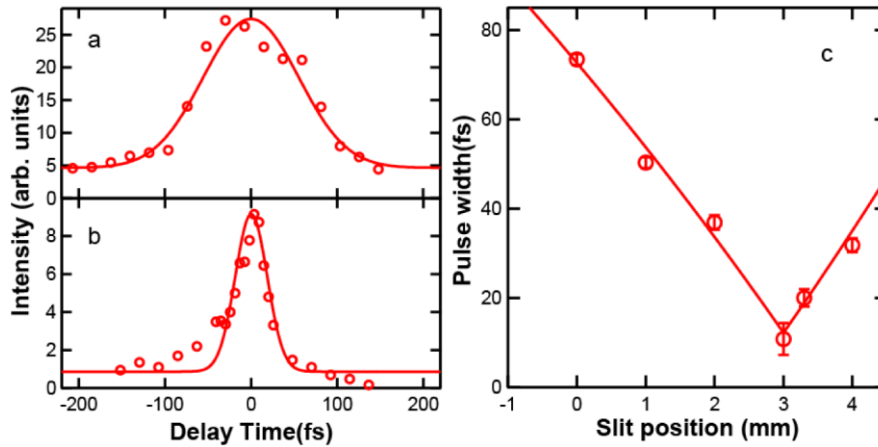 a
25
20
15
10
5
0
b
8
6
4
2
0
Intensity (arb. units)
-200 -100 0 100 200
Delay Time(fs)
c
80
60
40
20
0
Pulse width(fs)
-1 0 1 2 3 4
Slit position (mm)